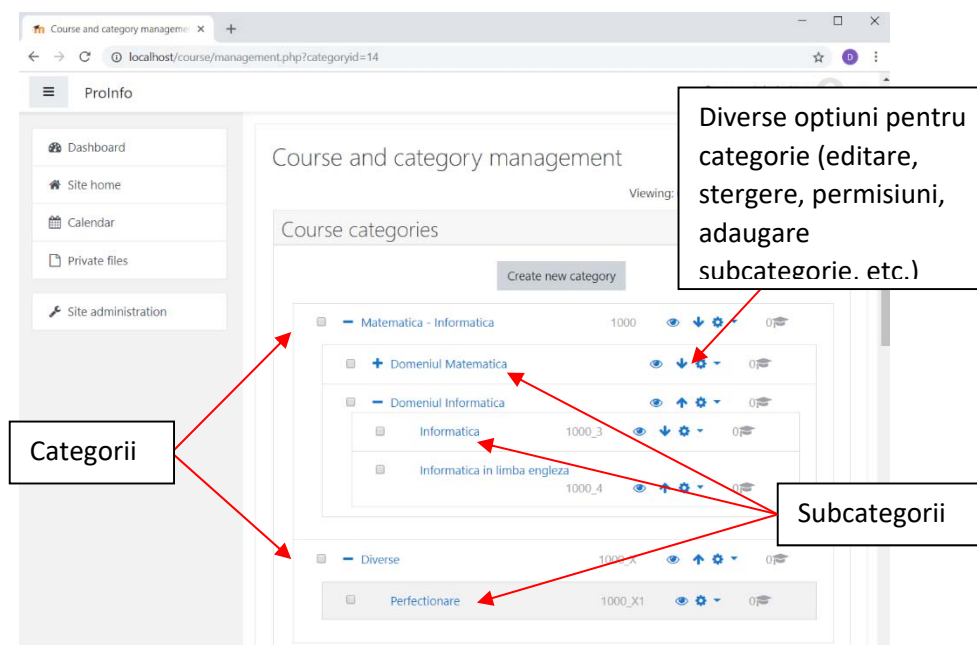 Course and category manageme
localhost/course/management.php?categoryid=14
D
ProInfo
Dashboard
Site home
Calendar
Private files
Site administration
Course and category management
Viewing:
Course categories
Create new category
Matematica - Informatica 1000 0
Domeniul Matematica 0
Domeniul Informatica 0
Informatica 1000_3 0
Informatica in limba engleza
1000_4 0
Diverse 1000_X 0
Perfectionare 1000_X1 0
Diverse optiuni pentru
categorie (editare,
stergere, permisiuni,
adaugare
subcategorie, etc.)
Categorii
Subcategorii